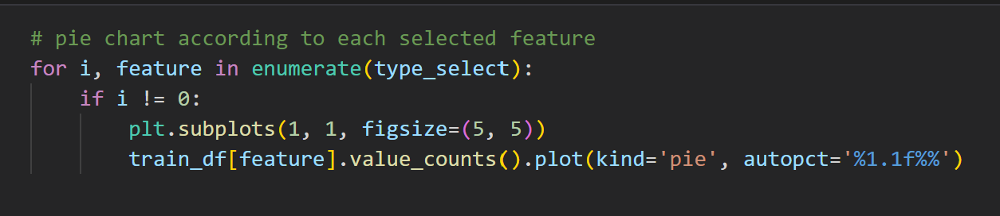 # pie chart according to each selected feature
for i, feature in enumerate(type_select):
    if i != 0:
        plt.subplots(1, 1, figsize=(5, 5))
        train_df[feature].value_counts().plot(kind='pie', autopct='%1.1f%%')